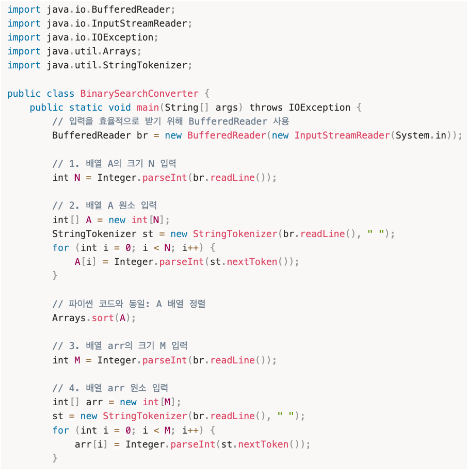 import java.io.BufferedReader;
import java.io.InputStreamReader;
import java.io.IOException;
import java.util.Arrays;
import java.util.StringTokenizer;

public class BinarySearchConverter {
    public static void main(String[] args) throws IOException {
        // 입력을 효율적으로 받기 위해 BufferedReader 사용
        BufferedReader br = new BufferedReader(new InputStreamReader(System.in));

        // 1. 배열 A의 크기 N 입력
        int N = Integer.parseInt(br.readLine());

        // 2. 배열 A 원소 입력
        int[] A = new int[N];
        StringTokenizer st = new StringTokenizer(br.readLine(), " ");
        for (int i = 0; i < N; i++) {
            A[i] = Integer.parseInt(st.nextToken());
        }

        // 파이썬 코드와 동일: A 배열 정렬
        Arrays.sort(A);

        // 3. 배열 arr의 크기 M 입력
        int M = Integer.parseInt(br.readLine());

        // 4. 배열 arr 원소 입력
        int[] arr = new int[M];
        st = new StringTokenizer(br.readLine(), " ");
        for (int i = 0; i < M; i++) {
            arr[i] = Integer.parseInt(st.nextToken());
        }